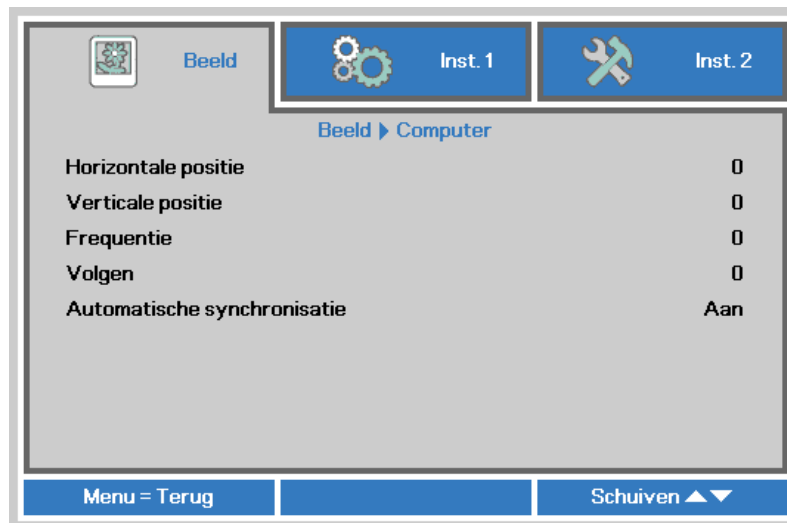 Beeld
Inst. 1
Inst. 2
Beeld ▶ Computer
Horizontale positie 0
Verticale positie 0
Frequentie 0
Volgen 0
Automatische synchronisatie Aan
Menu = Terug
Schuiven ▲▼